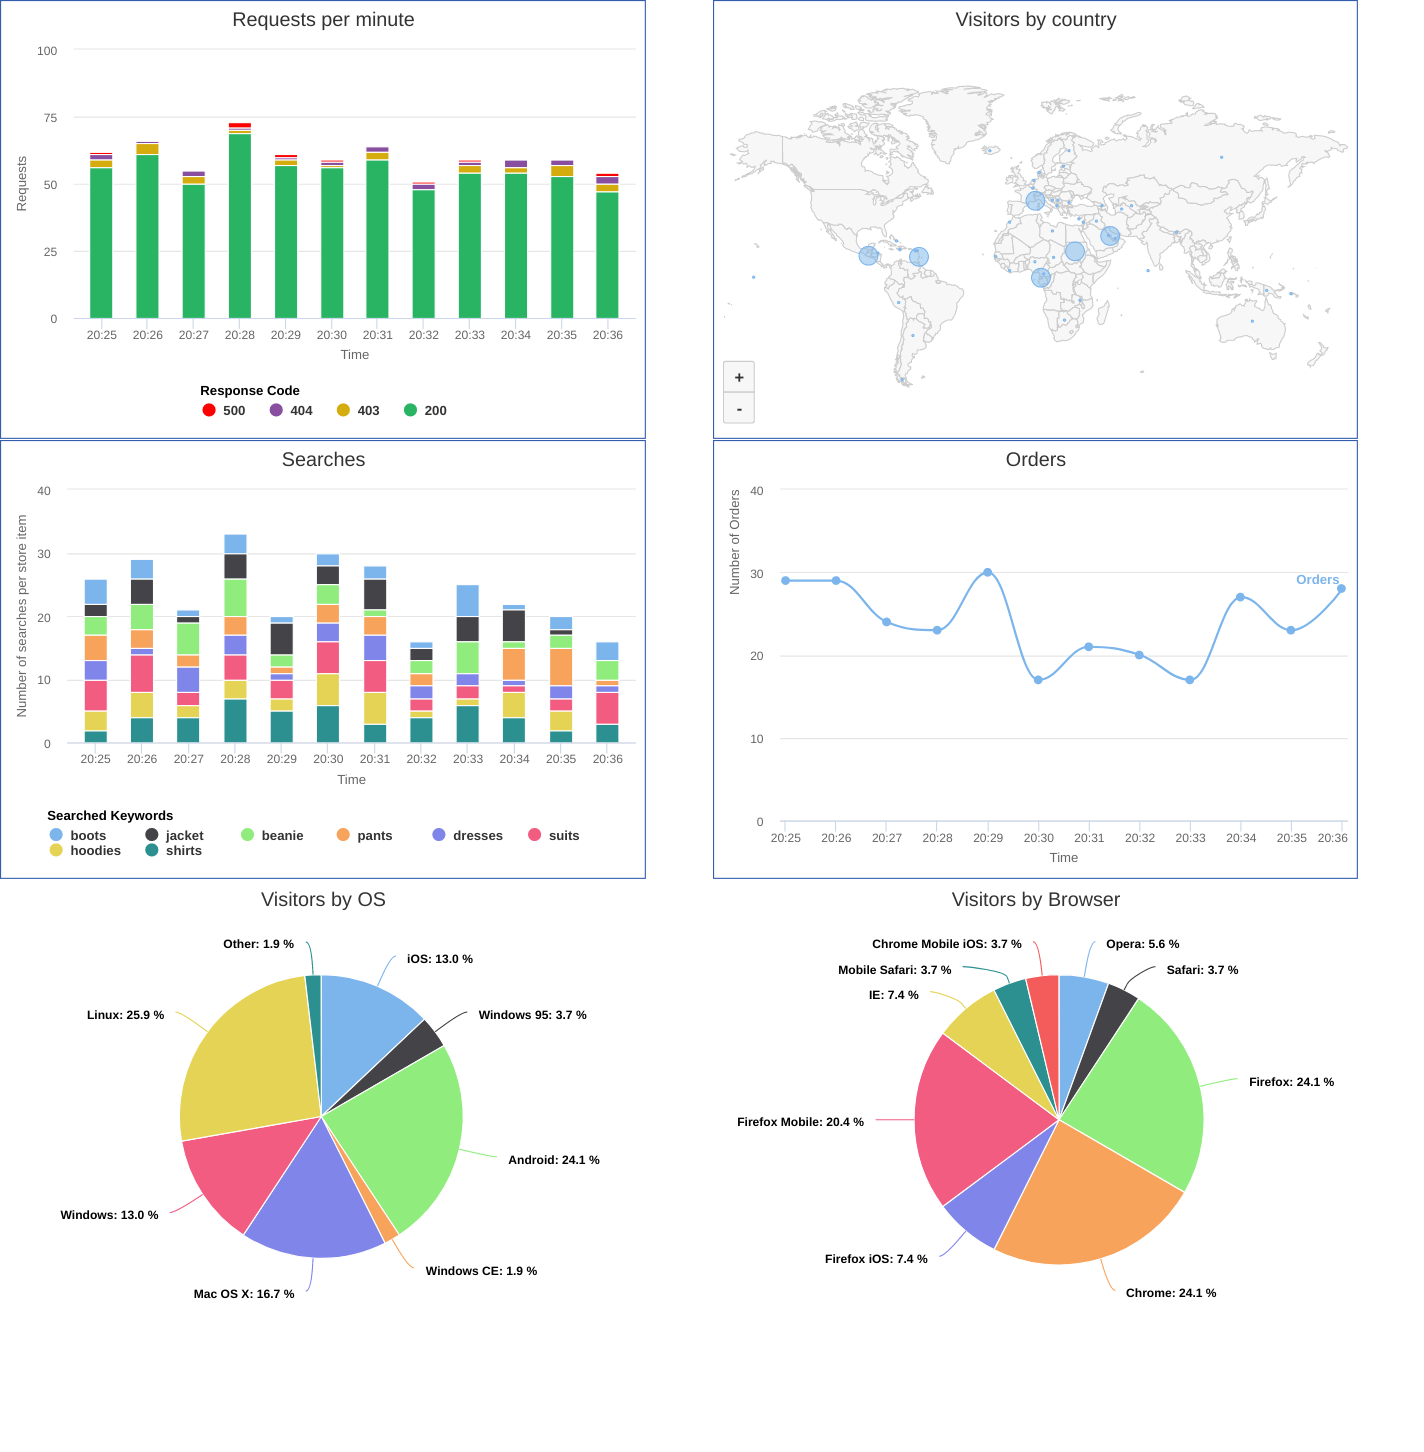 Requests per minute
100
75
50
25
0
Requests
20:25 20:26 20:27 20:28 20:29 20:30 20:31 20:32 20:33 20:34 20:35 20:36
Time
Response Code
500 404 403 200
Visitors by country
+
-
Searches
40
30
20
10
0
Number of searches per store item
20:25 20:26 20:27 20:28 20:29 20:30 20:31 20:32 20:33 20:34 20:35 20:36
Time
Searched Keywords
boots jacket beanie pants dresses suits
hoodies shirts
Orders
40
30
20
10
0
Number of Orders
Orders
20:25 20:26 20:27 20:28 20:29 20:30 20:31 20:32 20:33 20:34 20:35 20:36
Time
Visitors by OS
Other: 1.9 %
iOS: 13.0 %
Linux: 25.9 %
Windows 95: 3.7 %
Android: 24.1 %
Windows: 13.0 %
Windows CE: 1.9 %
Mac OS X: 16.7 %
Visitors by Browser
Chrome Mobile iOS: 3.7 %
Opera: 5.6 %
Mobile Safari: 3.7 %
Safari: 3.7 %
IE: 7.4 %
Firefox: 24.1 %
Firefox Mobile: 20.4 %
Firefox iOS: 7.4 %
Chrome: 24.1 %